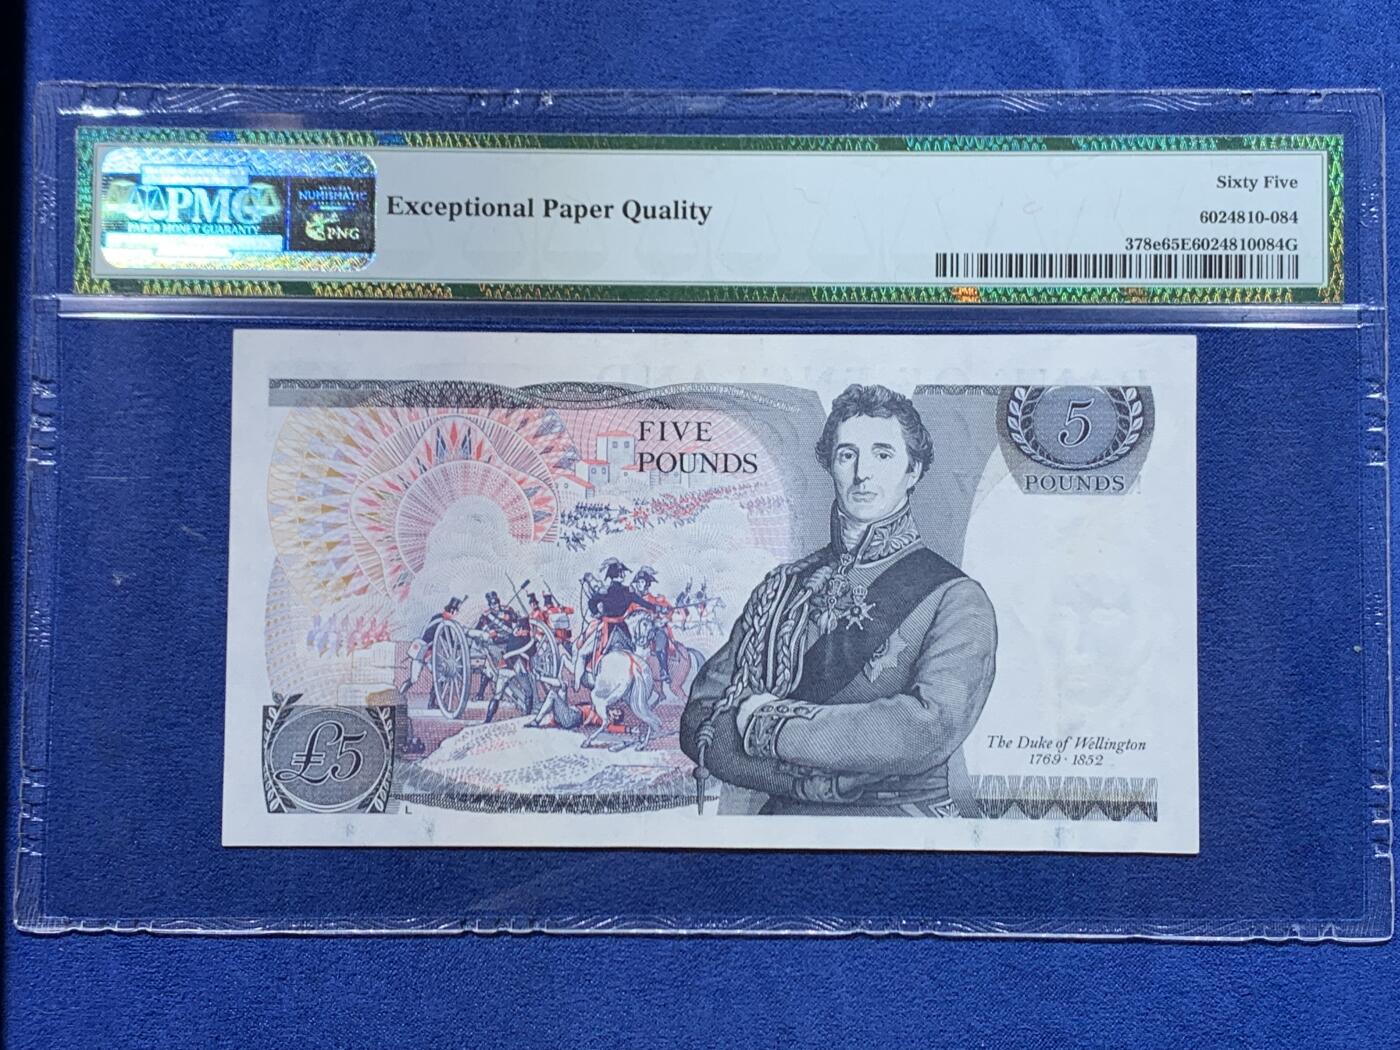 PMG
PAPER MONEY GUARANTY
NUMISMATIC
PNG
Exceptional Paper Quality
Sixty Five
6024810-084
378e65E6024810084G
FIVE
POUNDS
5
POUNDS
The Duke of Wellington
1769 · 1852
£5
L